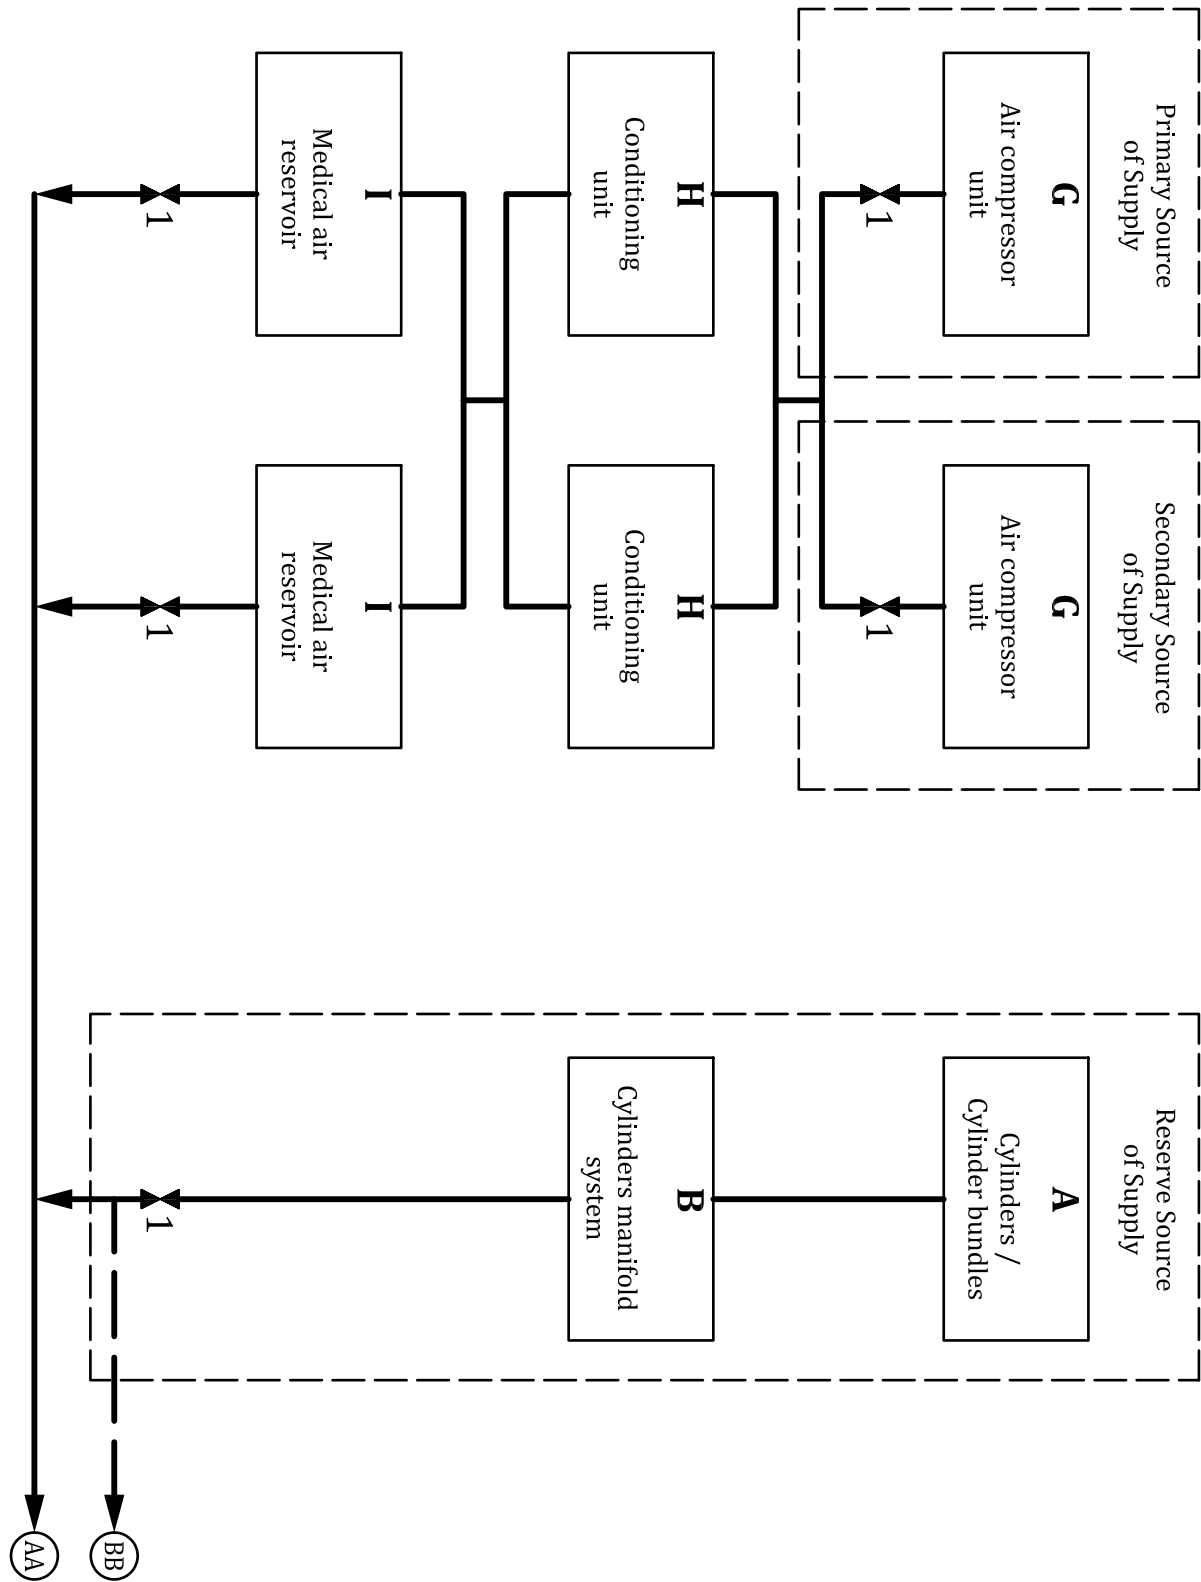 Primary Source
of Supply
G
Air compressor
unit
1
Secondary Source
of Supply
G
Air compressor
unit
1
Reserve Source
of Supply
A
Cylinders /
Cylinder bundles
H
Conditioning
unit
H
Conditioning
unit
B
Cylinders manifold
system
I
Medical air
reservoir
1
I
Medical air
reservoir
1
1
BB
AA